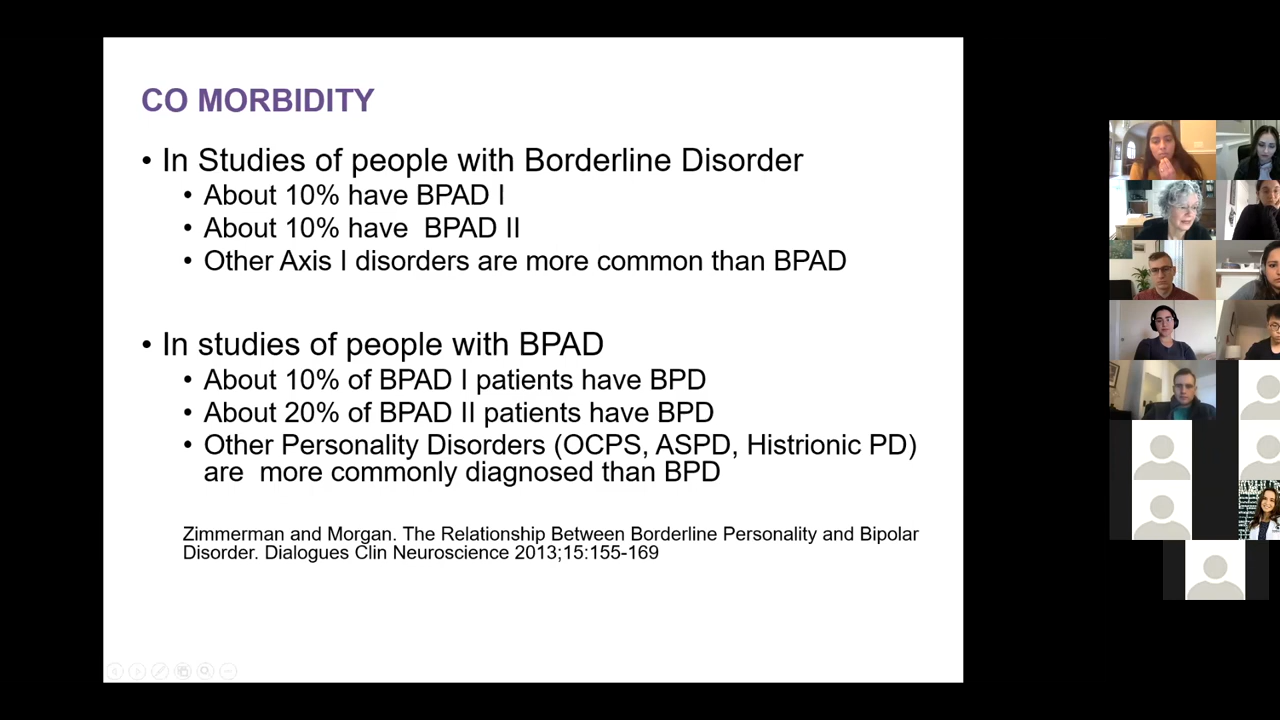 CO MORBIDITY
• In Studies of people with Borderline Disorder
• About 10% have BPAD I
• About 10% have  BPAD II
• Other Axis I disorders are more common than BPAD
• In studies of people with BPAD
• About 10% of BPAD I patients have BPD
• About 20% of BPAD II patients have BPD
• Other Personality Disorders (OCPS, ASPD, Histrionic PD)
are  more commonly diagnosed than BPD
Zimmerman and Morgan. The Relationship Between Borderline Personality and Bipolar
Disorder. Dialogues Clin Neuroscience 2013;15:155-169